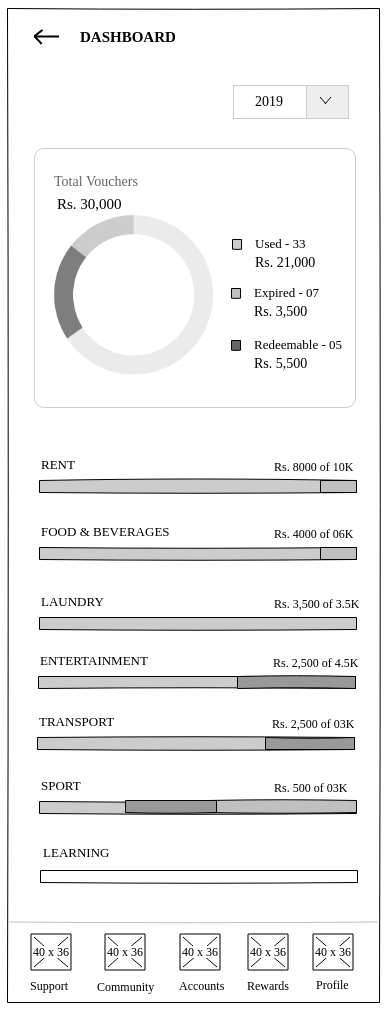 DASHBOARD
2019
Total Vouchers
Rs. 30,000
Used - 33
Rs. 21,000
Expired - 07
Rs. 3,500
Redeemable - 05
Rs. 5,500
RENT
Rs. 8000 of 10K
FOOD & BEVERAGES
Rs. 4000 of 06K
LAUNDRY
Rs. 3,500 of 3.5K
ENTERTAINMENT
Rs. 2,500 of 4.5K
TRANSPORT
Rs. 2,500 of 03K
SPORT
Rs. 500 of 03K
LEARNING
40 x 36 40 x 36 40 x 36 40 x 36 40 x 36
Support Community Accounts Rewards Profile